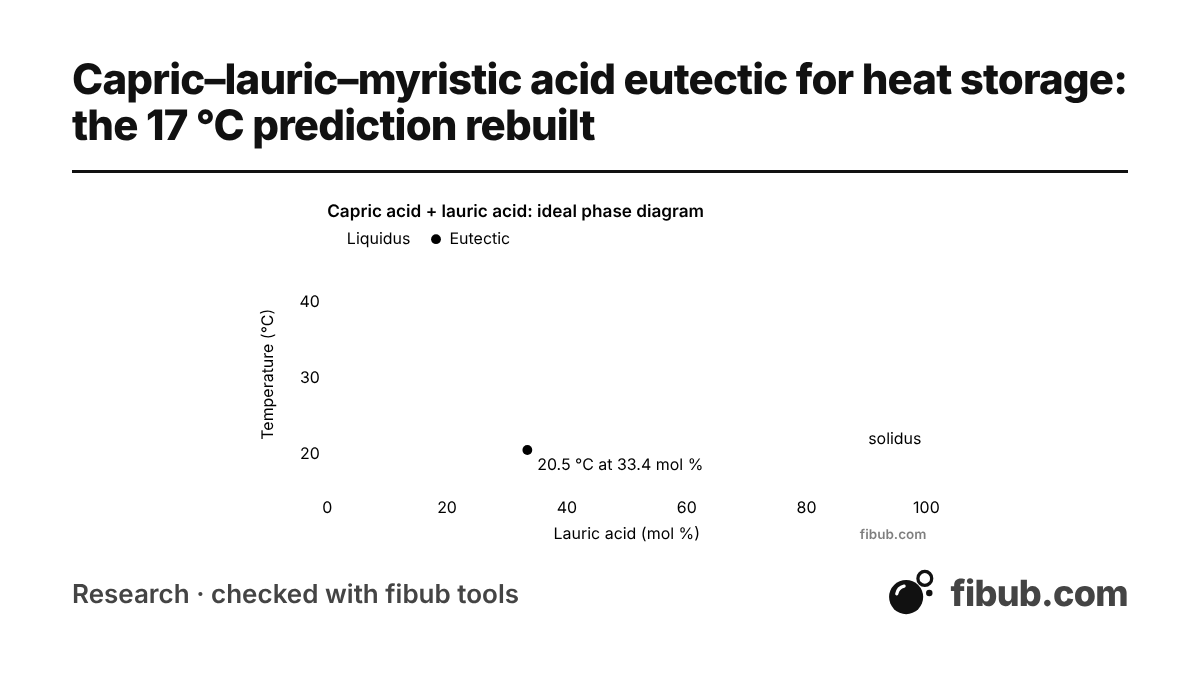 Capric–lauric–myristic acid eutectic for heat storage:
the 17 °C prediction rebuilt
Capric acid + lauric acid: ideal phase diagram
Liquidus
Eutectic
Temperature (°C)
40
30
20
solidus
20.5 °C at 33.4 mol %
0
20
40
60
80
100
Lauric acid (mol %)
fibub.com
Research · checked with fibub tools
fibub.com